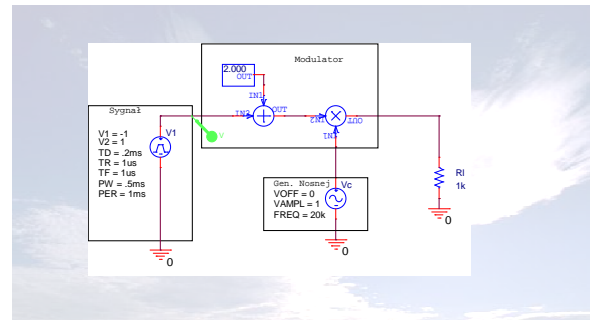 Modulator
2.000
OUT
IN1
IN2
OUT
IN2
OUT
IN1
Sygnał
V1 = -1
V2 = 1
TD = .2ms
TR = 1us
TF = 1us
PW = .5ms
PER = 1ms
V1
V
Gen. Nosnej
VOFF = 0
VAMPL = 1
FREQ = 20k
Vc
Rl
1k
0
0
0